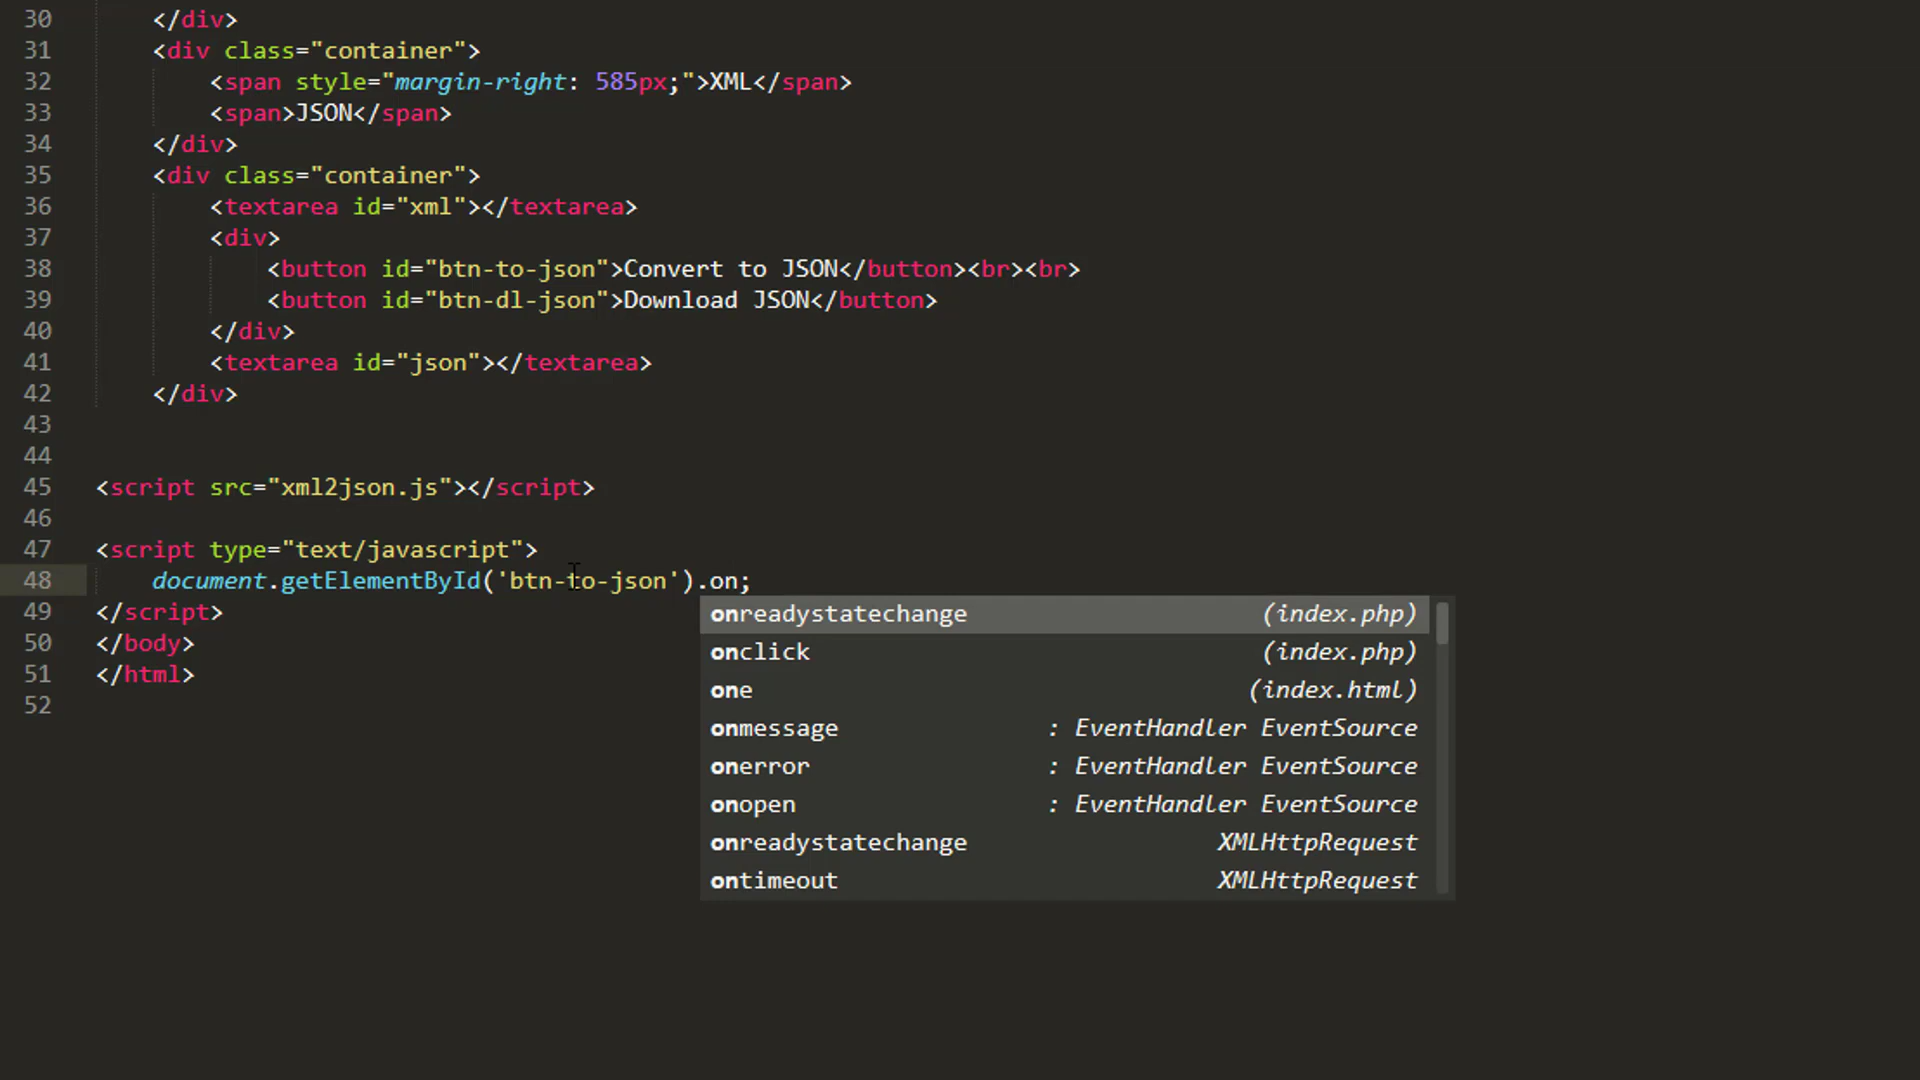 30 </div>
31 <div class="container">
32 <span style="margin-right: 585px;">XML</span>
33 <span>JSON</span>
34 </div>
35 <div class="container">
36 <textarea id="xml"></textarea>
37 <div>
38 <button id="btn-to-json">Convert to JSON</button><br><br>
39 <button id="btn-dl-json">Download JSON</button>
40 </div>
41 <textarea id="json"></textarea>
42 </div>
43
44
45 <script src="xml2json.js"></script>
46
47 <script type="text/javascript">
48 document.getElementById('btn-to-json').on;
49 </script>
50 </body>
51 </html>
52
onreadystatechange (index.php)
onclick (index.php)
one (index.html)
onmessage : EventHandler EventSource
onerror : EventHandler EventSource
onopen : EventHandler EventSource
onreadystatechange XMLHttpRequest
ontimeout XMLHttpRequest